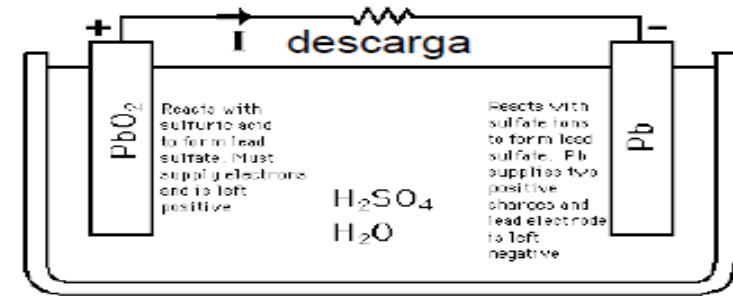 +
I
descarga
−
PbO₂
Reacts with
sulfuric acid
to form lead
sulfate. Must
supply electrons
and is left
positive
H₂SO₄
H₂O
Reacts with
sulfate ions
to form lead
sulfate. Pb
supplies two
positive
charges and
lead electrode
is left
negative
Pb